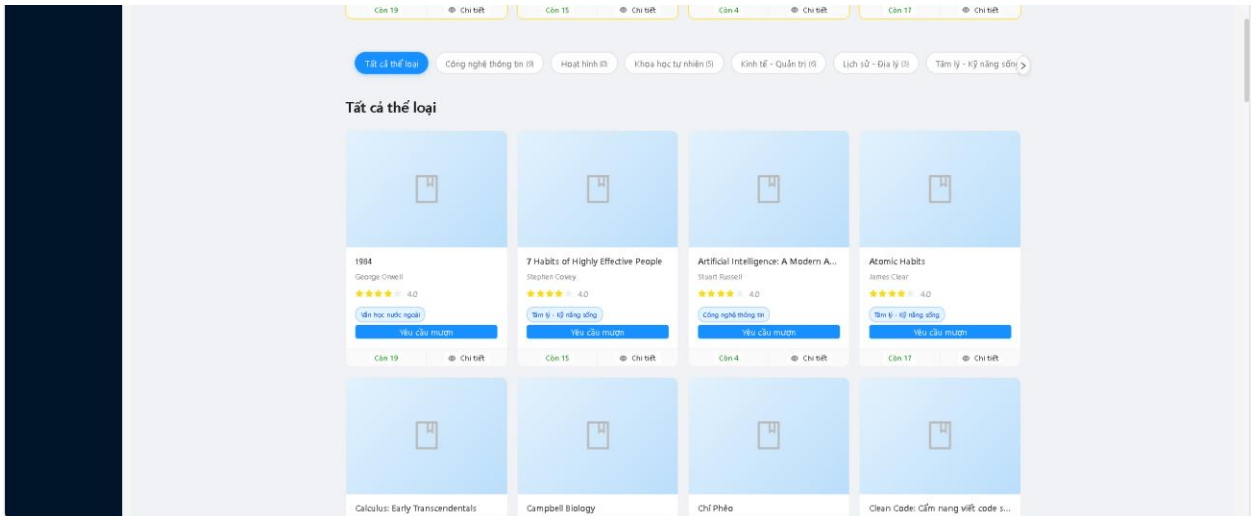 Còn 19 Chi tiết Còn 15 Chi tiết Còn 4 Chi tiết Còn 17 Chi tiết
Tất cả thể loại Công nghệ thông tin (9) Hoạt hình (0) Khoa học tự nhiên (5) Kinh tế - Quản trị (6) Lịch sử - Địa lý (3) Tâm lý - Kỹ năng sống
Tất cả thể loại
1984 7 Habits of Highly Effective People Artificial Intelligence: A Modern A... Atomic Habits
George Orwell Stephen Covey Stuart Russell James Clear
4.0 4.0 4.0 4.0
Văn học nước ngoài Tâm lý - Kỹ năng sống Công nghệ thông tin Tâm lý - Kỹ năng sống
Yêu cầu mượn Yêu cầu mượn Yêu cầu mượn Yêu cầu mượn
Còn 19 Chi tiết Còn 15 Chi tiết Còn 4 Chi tiết Còn 17 Chi tiết
Calculus: Early Transcendentals Campbell Biology Chí Phèo Clean Code: Cẩm nang viết code s...